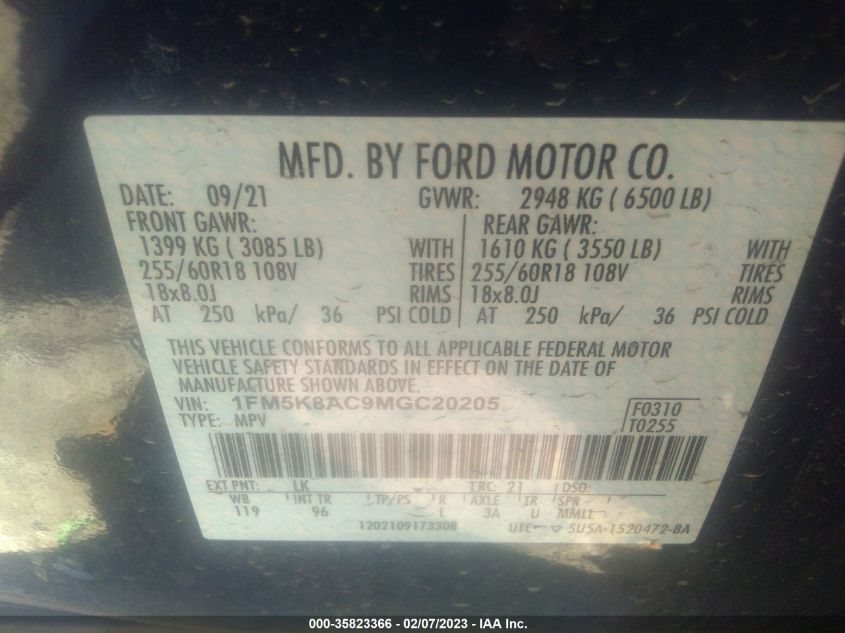 MFD. BY FORD MOTOR CO.
DATE: 09/21 GVWR: 2948 KG ( 6500 LB)
FRONT GAWR: REAR GAWR:
1399 KG ( 3085 LB) WITH 1610 KG ( 3550 LB) WITH
255/60R18 108V TIRES 255/60R18 108V TIRES
18x8.0J RIMS 18x8.0J RIMS
AT 250 kPa/ 36 PSI COLD AT 250 kPa/ 36 PSI COLD
THIS VEHICLE CONFORMS TO ALL APPLICABLE FEDERAL MOTOR
VEHICLE SAFETY STANDARDS IN EFFECT ON THE DATE OF
MANUFACTURE SHOWN ABOVE.
VIN: 1FM5K8AC9MGC20205 F0310
TYPE: MPV T0255
EXT PNT: LK TRC: 21 DSO:
WB INT TR TP/PS R AXLE TR SPR
119 96 L 3A U MMLL
1202109173308 UTC 5U5A-1520472-BA
000-35823366 - 02/07/2023 - IAA Inc.